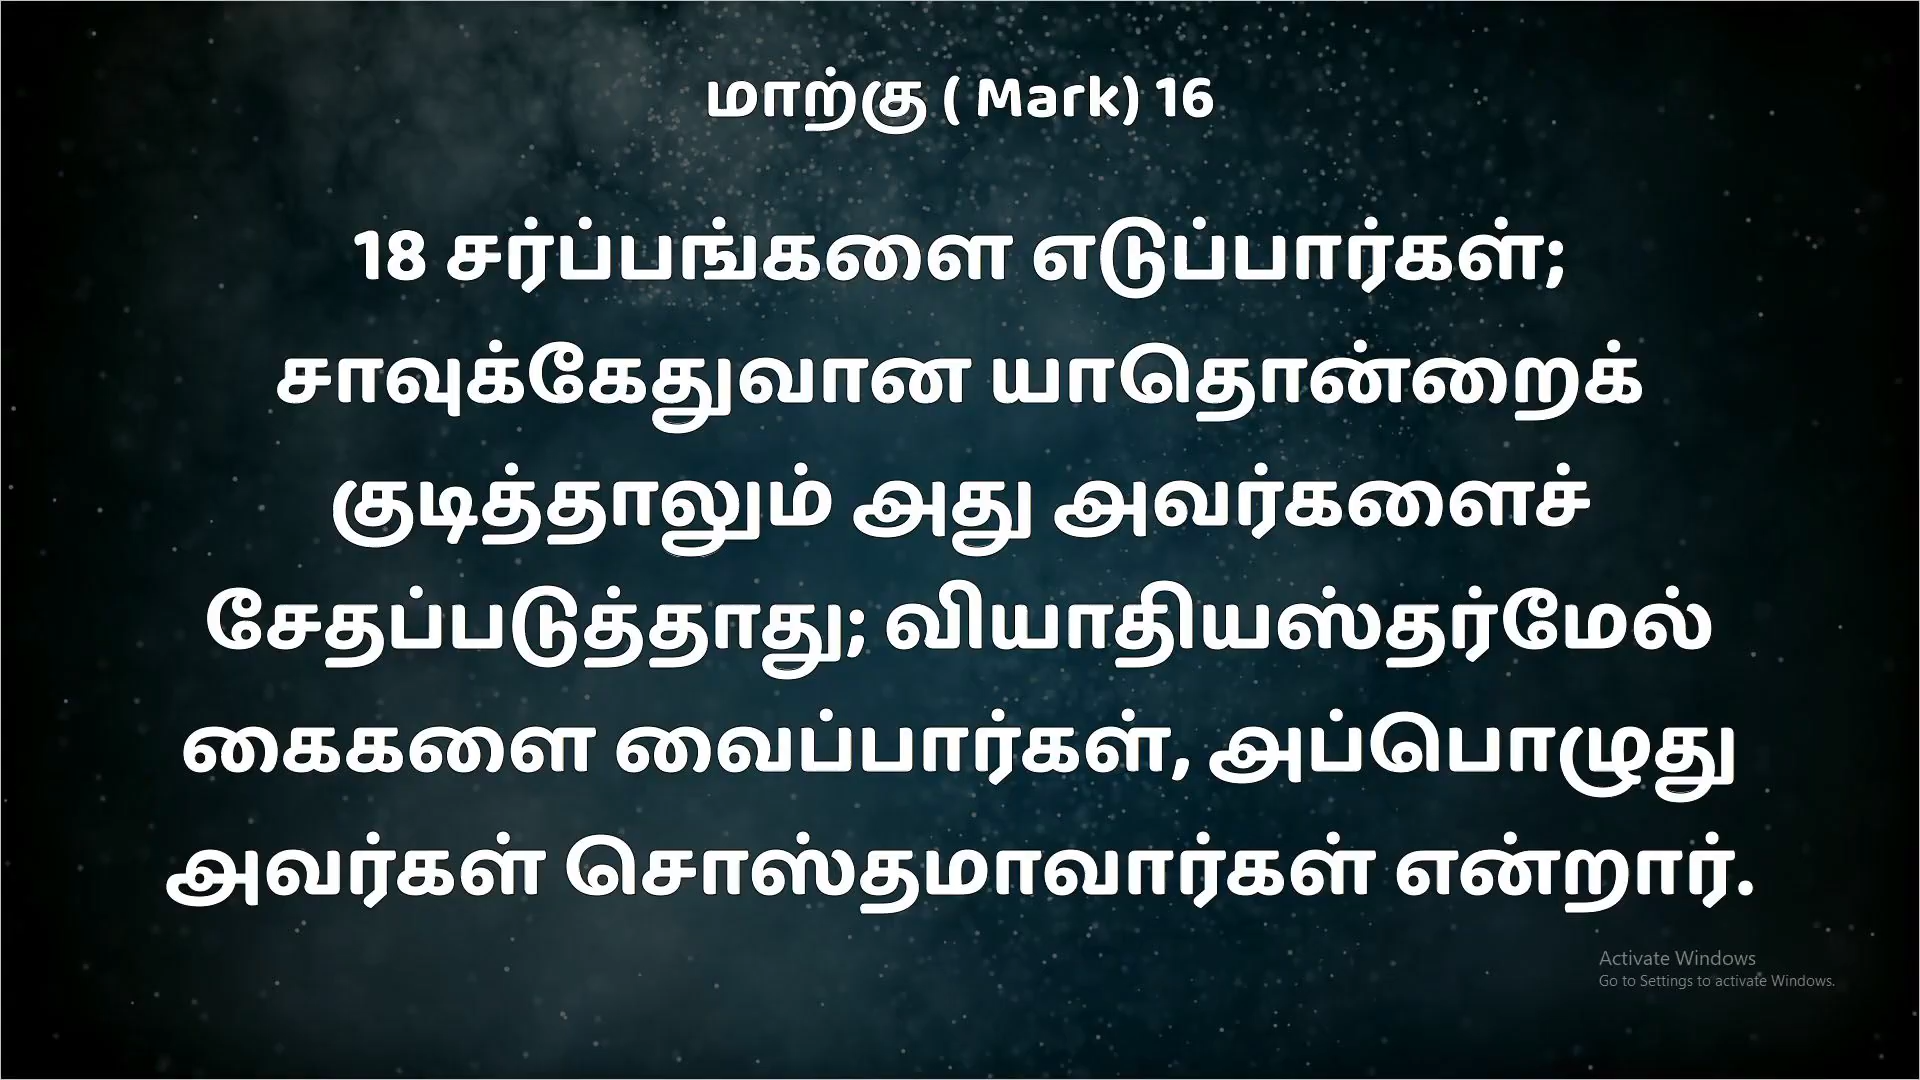 மாற்கு ( Mark) 16
18 சர்ப்பங்களை எடுப்பார்கள்;
சாவுக்கேதுவான யாதொன்றைக்
குடித்தாலும் அது அவர்களைச்
சேதப்படுத்தாது; வியாதியஸ்தர்மேல்
கைகளை வைப்பார்கள், அப்பொழுது
அவர்கள் சொஸ்தமாவார்கள் என்றார்.
Activate Windows
Go to Settings to activate Windows.